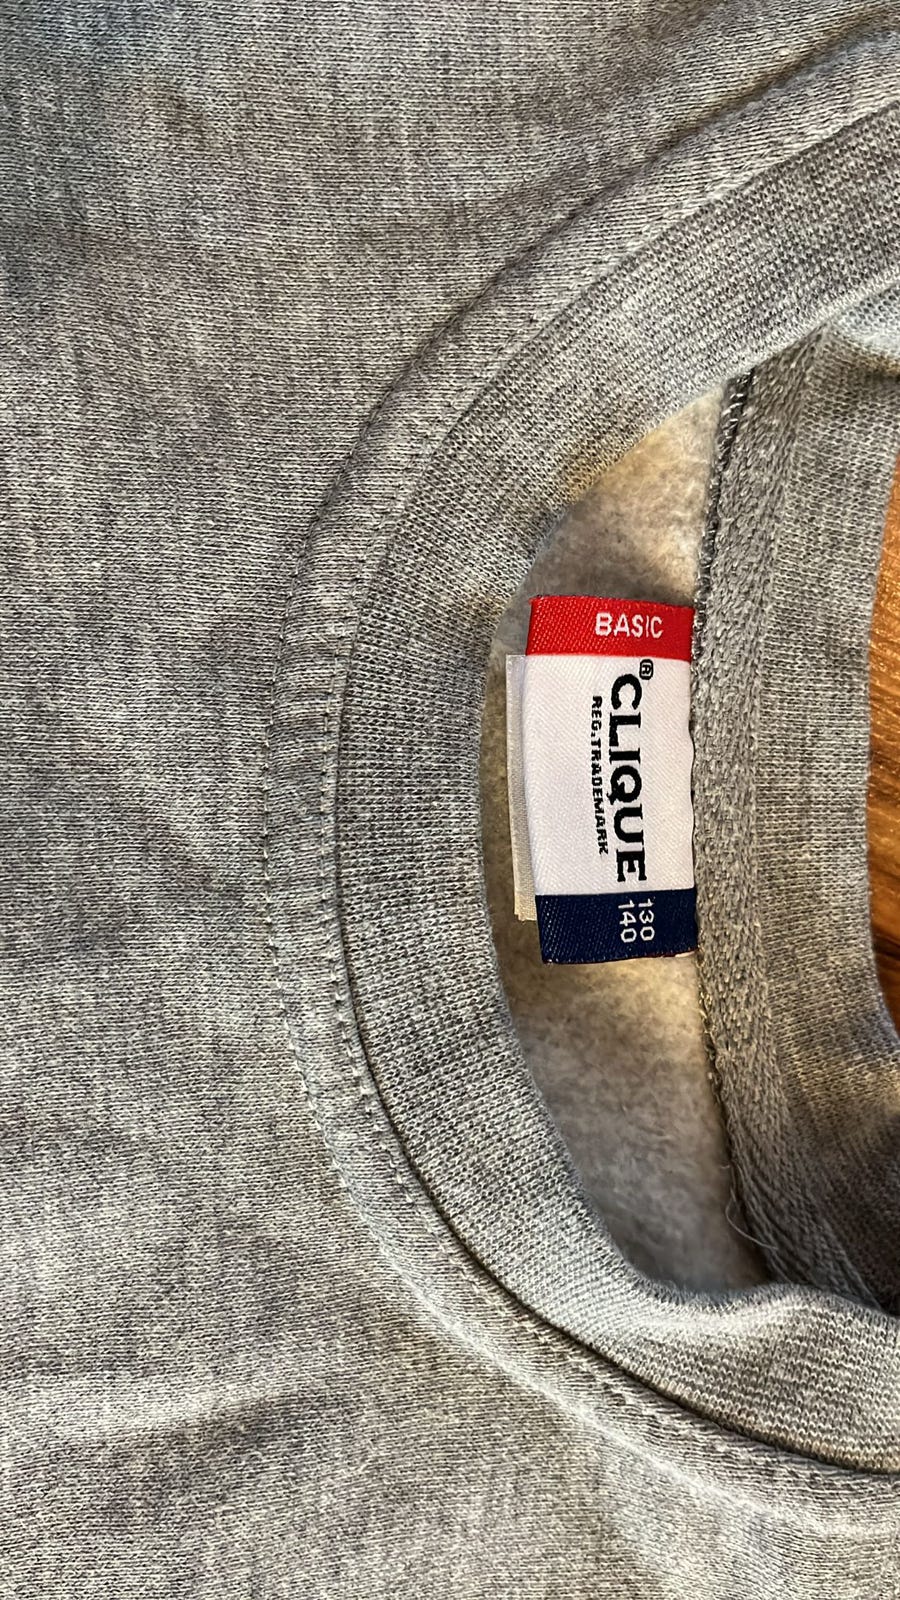 BASIC
CLIQUE®
REG.TRADEMARK
130
140